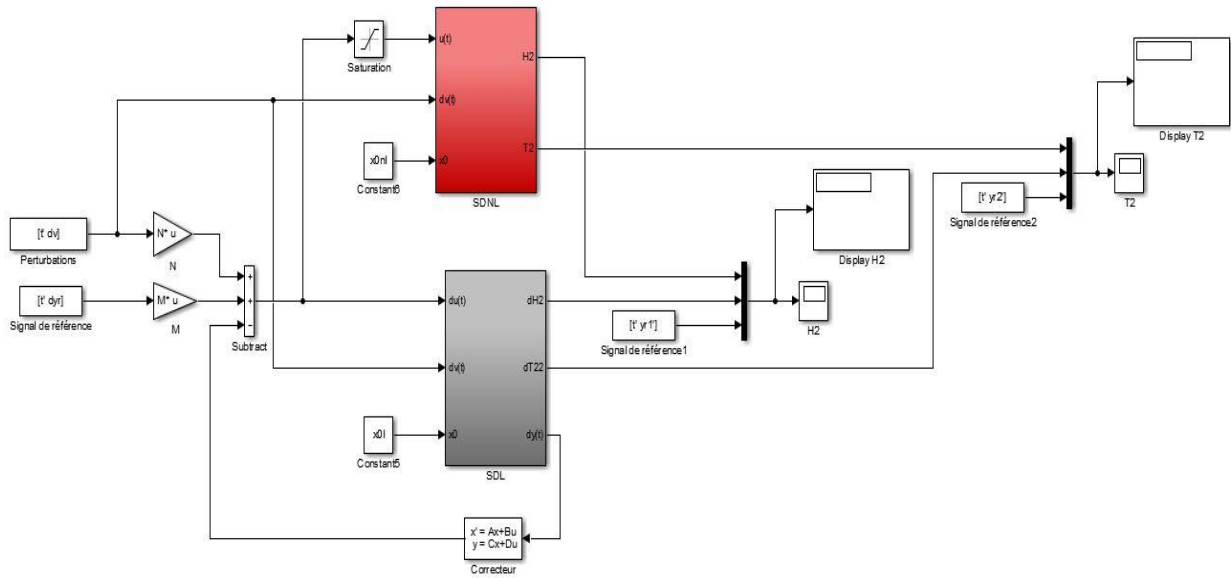 u(t)
H2
Saturation
dv(t)
T2
x0nl
x0
Constant6
SDNL
Display T2
T2
[t' yr2']
Signal de référence2
Display H2
[t' dv]
Perturbations
N* u
N
[t' dyr]
Signal de référence
M* u
M
+
+
−
Subtract
du(t)
dH2
[t' yr1']
Signal de référence1
H2
dv(t)
dT22
x0l
x0
dy(t)
Constant5
SDL
x' = Ax+Bu
y = Cx+Du
Correcteur